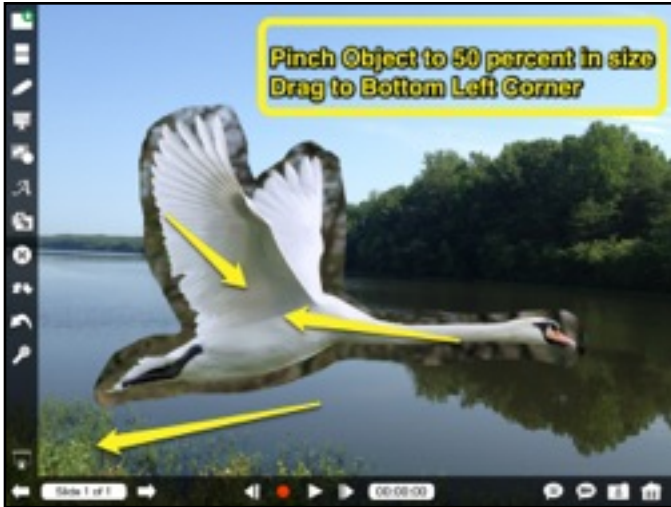 Pinch Object to 50 percent in size
Drag to Bottom Left Corner
Slide 1 of 1
00:00:00